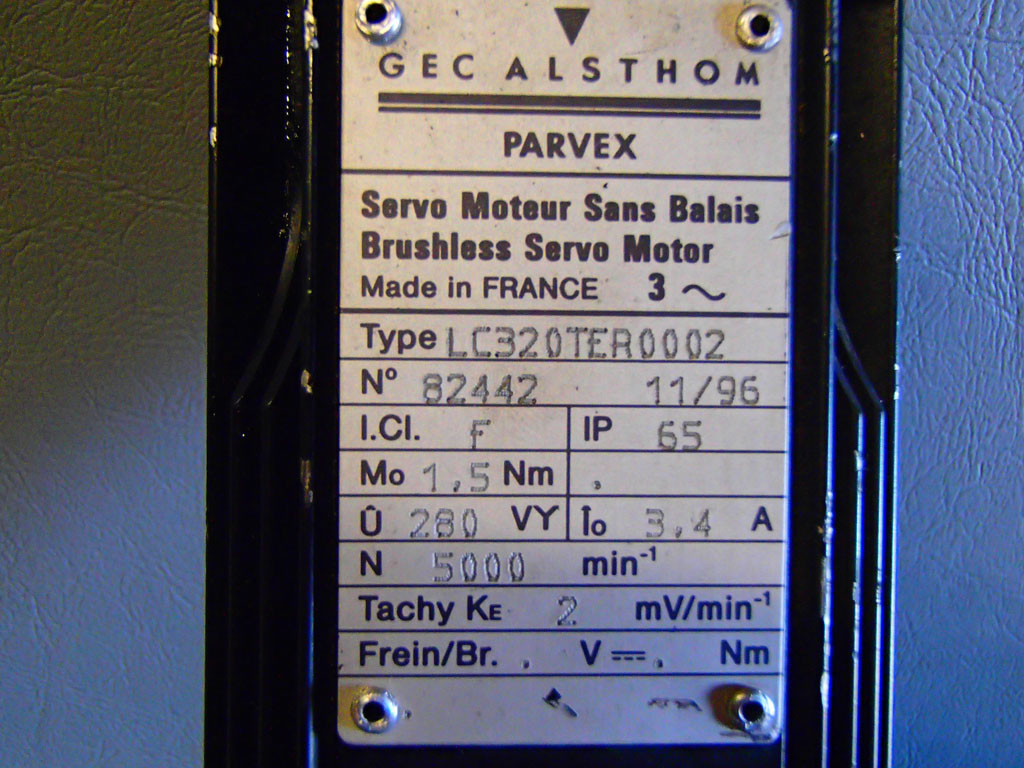 GEC ALSTHOM
PARVEX
Servo Moteur Sans Balais
Brushless Servo Motor
Made in FRANCE 3 ~
Type LC320TER0002
Nº 82442 11/96
I.Cl. F IP 65
Mo 1,5 Nm .
Û 280 VY Îo 3,4 A
N 5000 min-1
Tachy KE 2 mV/min-1
Frein/Br. . V ⎓ . Nm